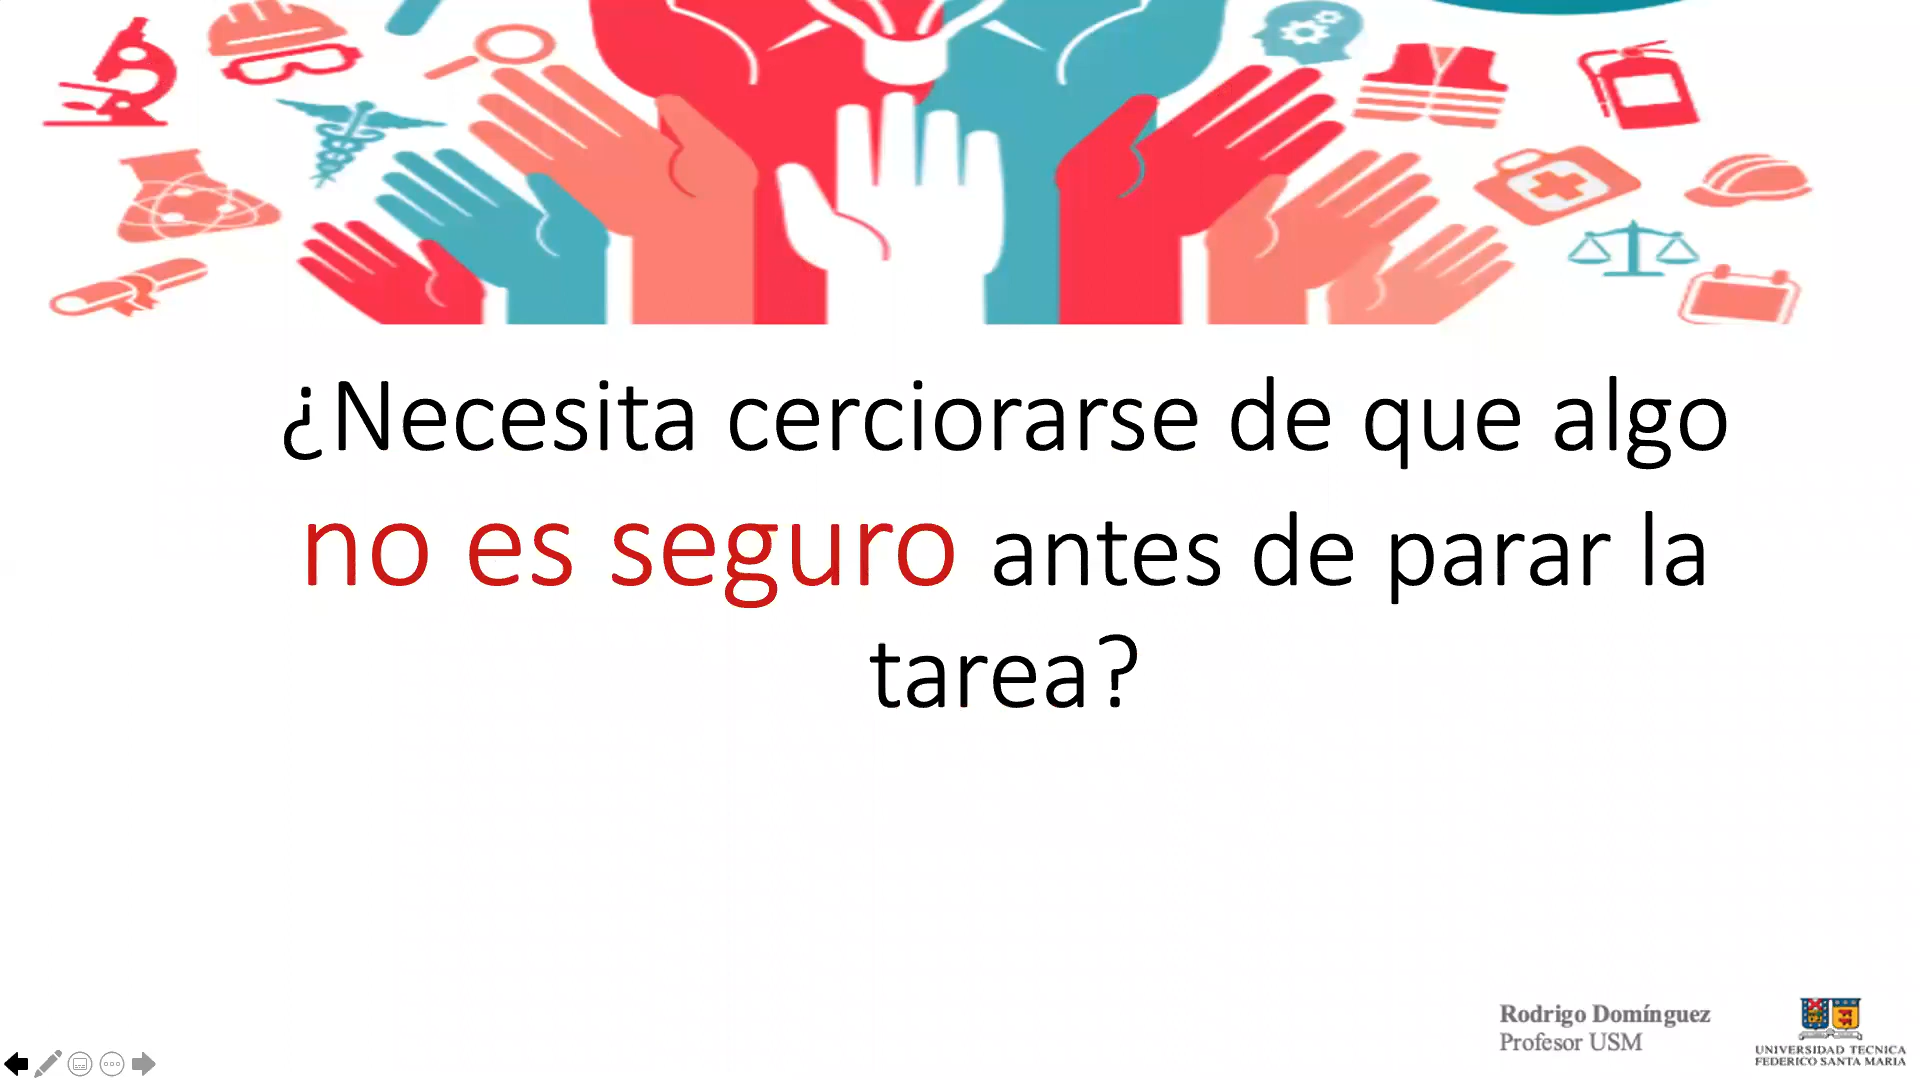 ¿Necesita cerciorarse de que algo
no es seguro antes de parar la
tarea?
Rodrigo Domínguez
Profesor USM
UNIVERSIDAD TECNICA
FEDERICO SANTA MARIA